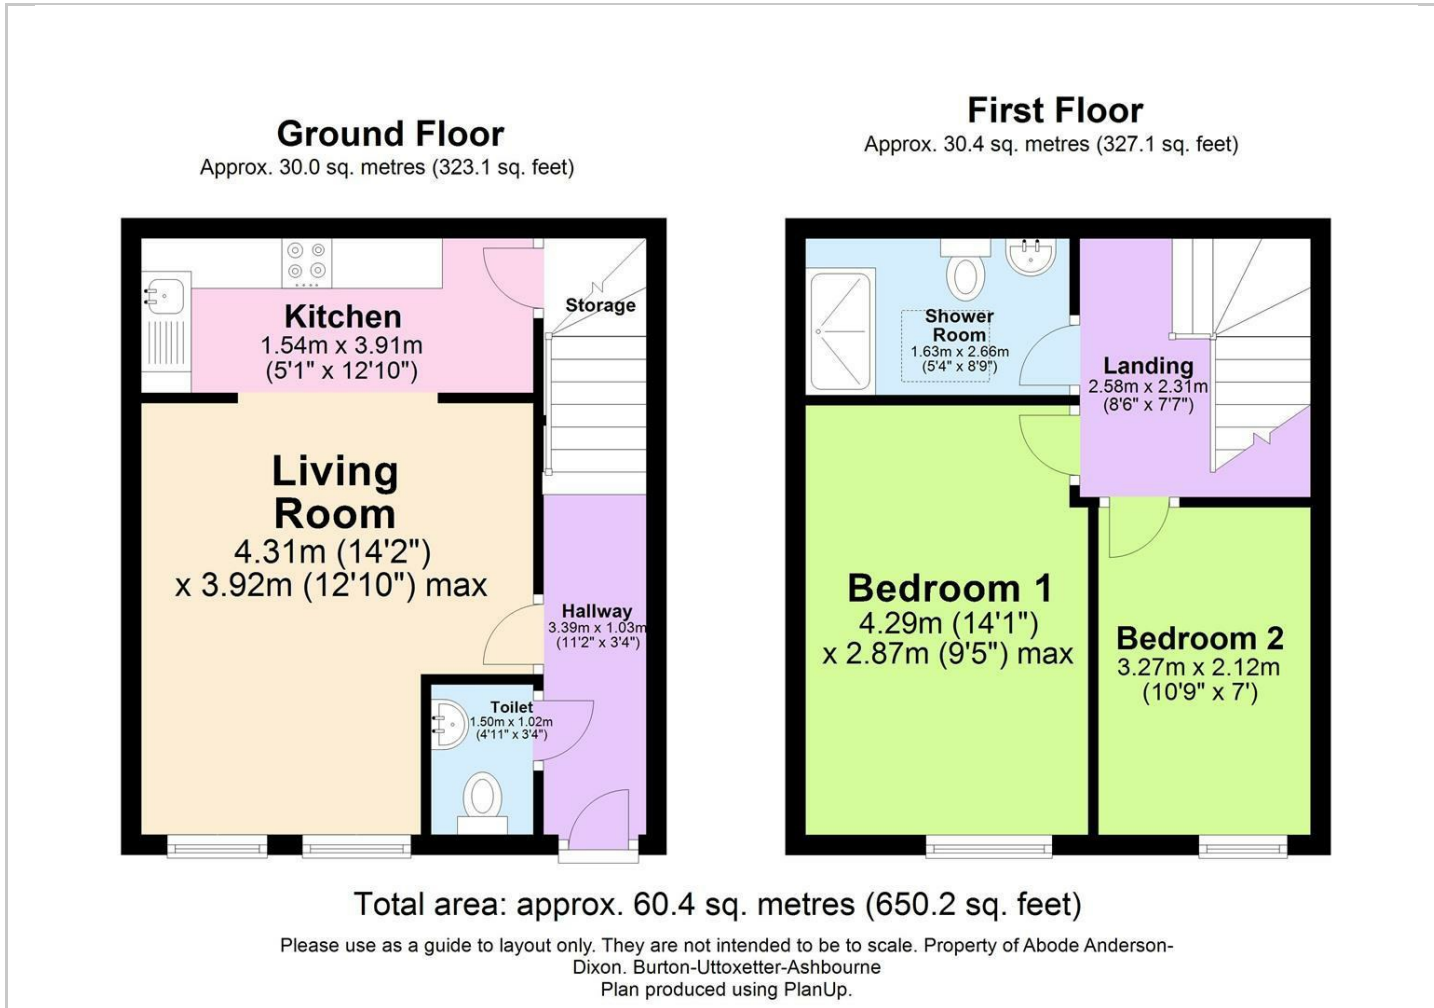 Ground Floor
Approx. 30.0 sq. metres (323.1 sq. feet)
Kitchen
1.54m x 3.91m
(5'1" x 12'10")
Storage
Living
Room
4.31m (14'2")
x 3.92m (12'10") max
Hallway
3.39m x 1.03m
(11'2" x 3'4")
Toilet
1.50m x 1.02m
(4'11" x 3'4")
First Floor
Approx. 30.4 sq. metres (327.1 sq. feet)
Shower
Room
1.63m x 2.66m
(5'4" x 8'9")
Landing
2.58m x 2.31m
(8'6" x 7'7")
Bedroom 1
4.29m (14'1")
x 2.87m (9'5") max
Bedroom 2
3.27m x 2.12m
(10'9" x 7')
Total area: approx. 60.4 sq. metres (650.2 sq. feet)
Please use as a guide to layout only. They are not intended to be to scale. Property of Abode Anderson-
Dixon. Burton-Uttoxetter-Ashbourne
Plan produced using PlanUp.